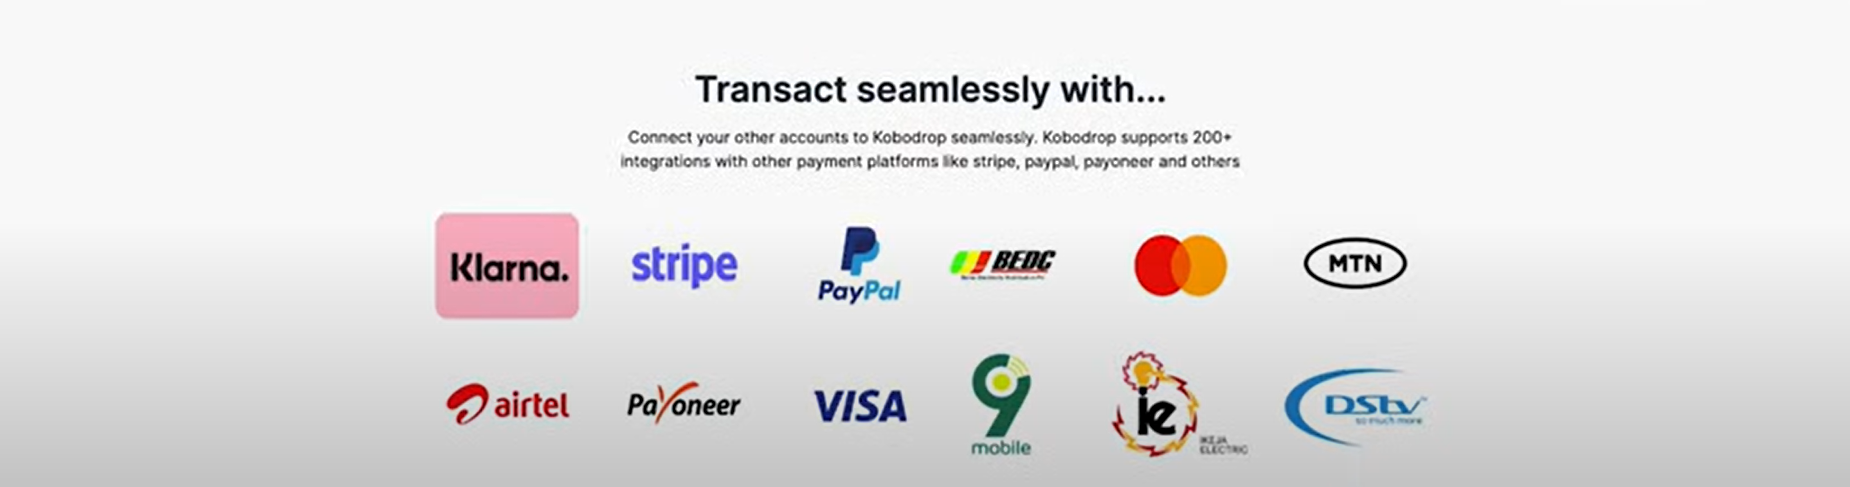 Transact seamlessly with...
Connect your other accounts to Kobodrop seamlessly. Kobodrop supports 200+
integrations with other payment platforms like stripe, paypal, payoneer and others
Klarna. stripe PayPal BEDC MTN
airtel Payoneer VISA 9 mobile ie IKEJA ELECTRIC DStv so much more